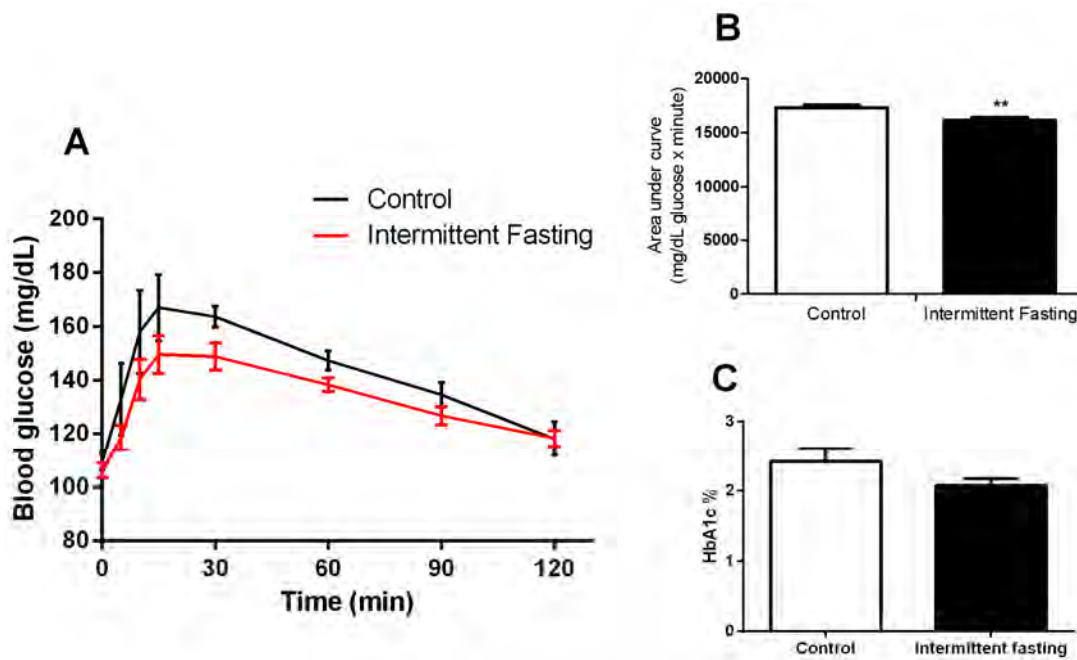 A
Control
Intermittent Fasting
200
180
160
140
120
100
80
Blood glucose (mg/dL)
0
30
60
90
120
Time (min)
B
20000
15000
10000
5000
0
Area under curve
(mg/dL glucose x minute)
**
Control
Intermittent Fasting
C
3
2
1
0
HbA1c %
Control
Intermittent fasting